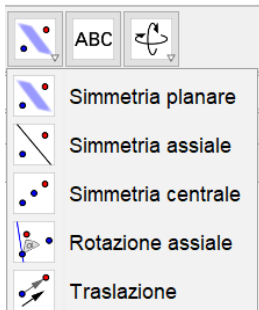 ABC
Simmetria planare
Simmetria assiale
Simmetria centrale
Rotazione assiale
Traslazione